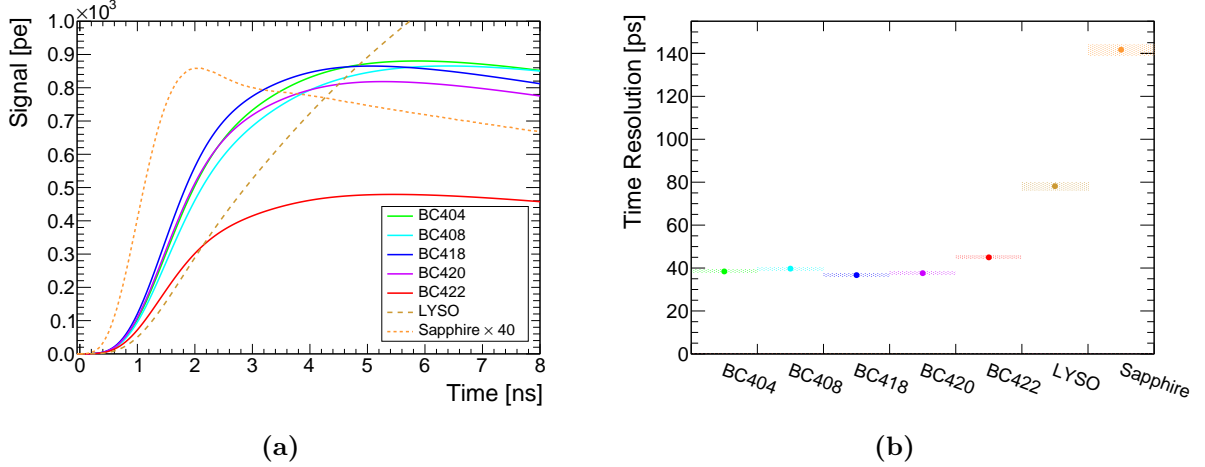 ×10³
Signal [pe]
1.0
0.9
0.8
0.7
0.6
0.5
0.4
0.3
0.2
0.1
0.0
0 1 2 3 4 5 6 7 8
Time [ns]
BC404
BC408
BC418
BC420
BC422
LYSO
Sapphire × 40
(a)
Time Resolution [ps]
140
120
100
80
60
40
20
0
BC404 BC408 BC418 BC420 BC422 LYSO Sapphire
(b)